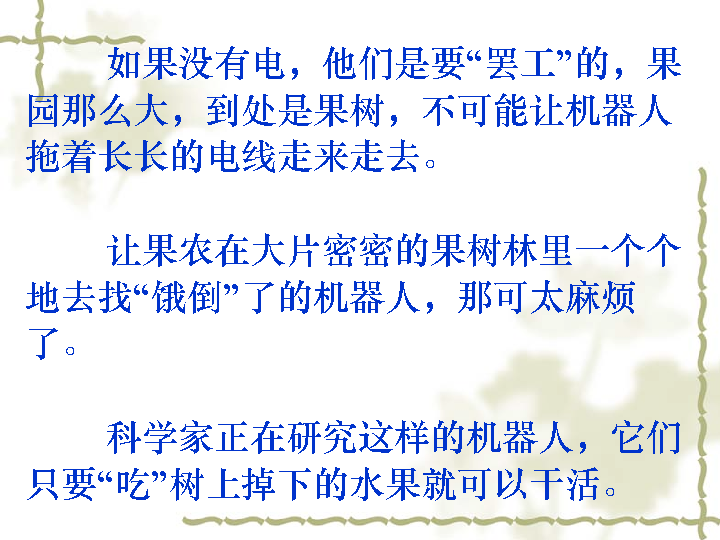 如果没有电，他们是要“罢工”的，果
园那么大，到处是果树，不可能让机器人
拖着长长的电线走来走去。
让果农在大片密密的果树林里一个个
地去找“饿倒”了的机器人，那可太麻烦
了。
科学家正在研究这样的机器人，它们
只要“吃”树上掉下的水果就可以干活。